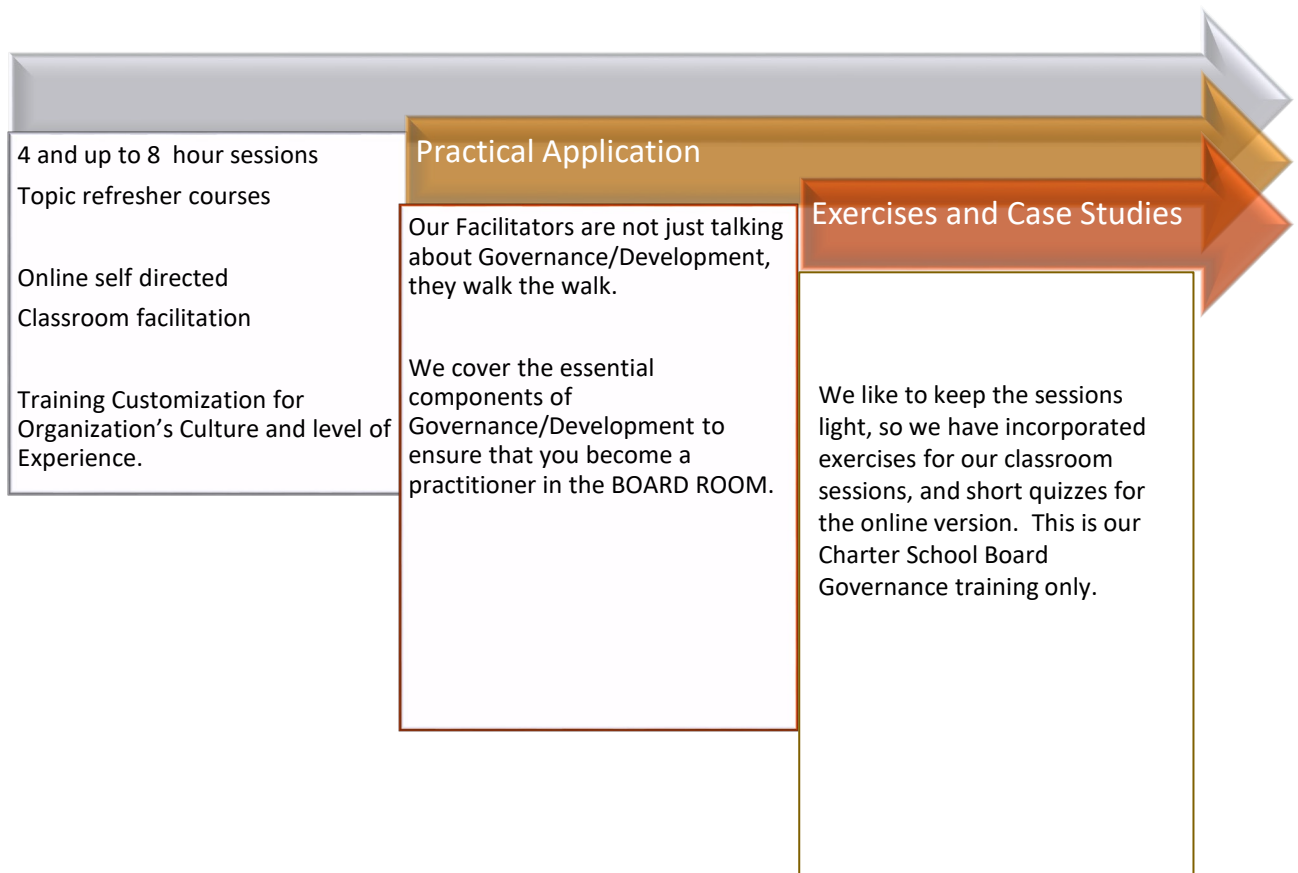 4 and up to 8  hour sessions
Topic refresher courses
Online self directed
Classroom facilitation
Training Customization for
Organization’s Culture and level of
Experience.
Practical Application
Our Facilitators are not just talking
about Governance/Development,
they walk the walk.
We cover the essential
components of
Governance/Development to
ensure that you become a
practitioner in the BOARD ROOM.
Exercises and Case Studies
We like to keep the sessions
light, so we have incorporated
exercises for our classroom
sessions, and short quizzes for
the online version.  This is our
Charter School Board
Governance training only.